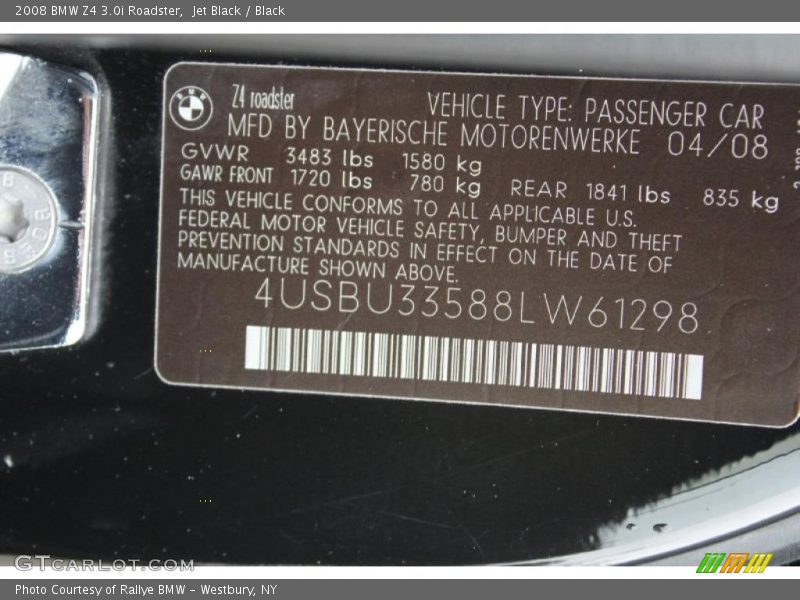 2008 BMW Z4 3.0i Roadster,  Jet Black / Black
BMW
Z4 roadster
VEHICLE TYPE: PASSENGER CAR
MFD BY BAYERISCHE MOTORENWERKE 04/08
GVWR 3483 lbs 1580 kg
GAWR FRONT 1720 lbs 780 kg REAR 1841 lbs 835 kg
THIS VEHICLE CONFORMS TO ALL APPLICABLE U.S.
FEDERAL MOTOR VEHICLE SAFETY, BUMPER AND THEFT
PREVENTION STANDARDS IN EFFECT ON THE DATE OF
MANUFACTURE SHOWN ABOVE.
4USBU33588LW61298
GTcarlot.com
Photo Courtesy of Rallye BMW - Westbury, NY